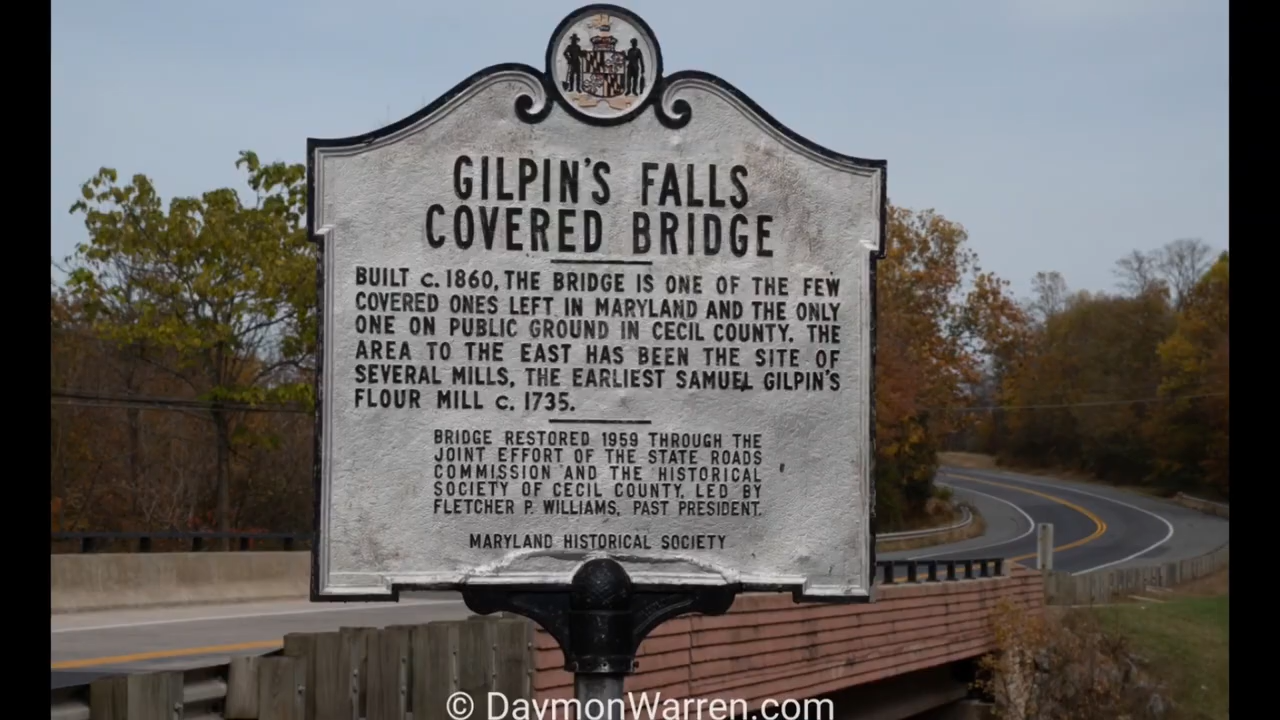 GILPIN'S FALLS
COVERED BRIDGE
BUILT c. 1860, THE BRIDGE IS ONE OF THE FEW
COVERED ONES LEFT IN MARYLAND AND THE ONLY
ONE ON PUBLIC GROUND IN CECIL COUNTY. THE
AREA TO THE EAST HAS BEEN THE SITE OF
SEVERAL MILLS, THE EARLIEST SAMUEL GILPIN'S
FLOUR MILL c. 1735.
BRIDGE RESTORED 1959 THROUGH THE
JOINT EFFORT OF THE STATE ROADS
COMMISSION AND THE HISTORICAL
SOCIETY OF CECIL COUNTY, LED BY
FLETCHER P. WILLIAMS, PAST PRESIDENT.
MARYLAND HISTORICAL SOCIETY
© DaymonWarren.com